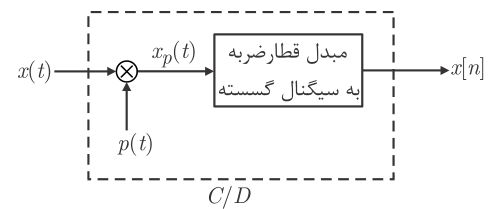 x(t)
x_p(t)
مبدل قطارضربه
به سیگنال گسسته
x[n]
p(t)
C/D